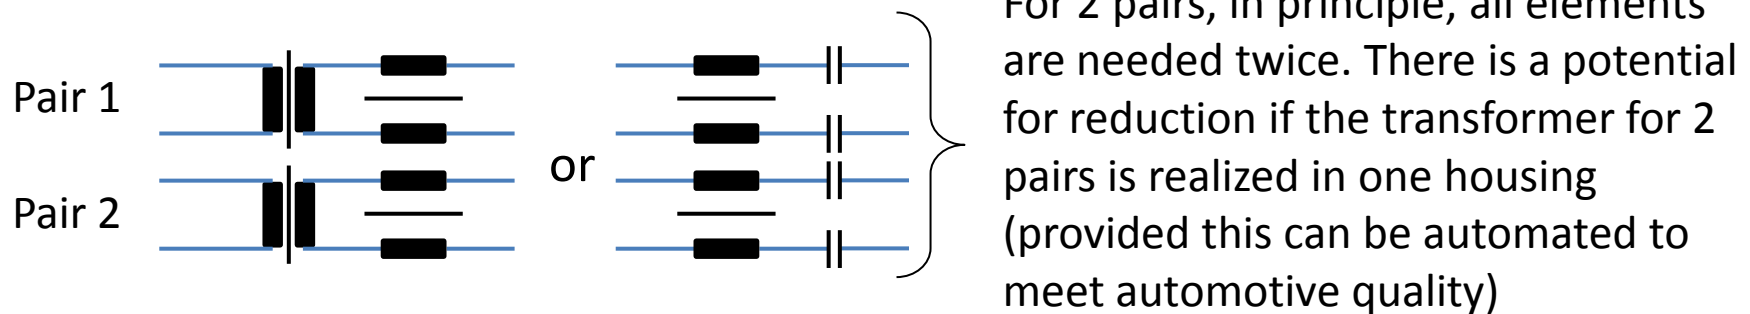 Pair 1
Pair 2
or
For 2 pairs, in principle, all elements
are needed twice. There is a potential
for reduction if the transformer for 2
pairs is realized in one housing
(provided this can be automated to
meet automotive quality)